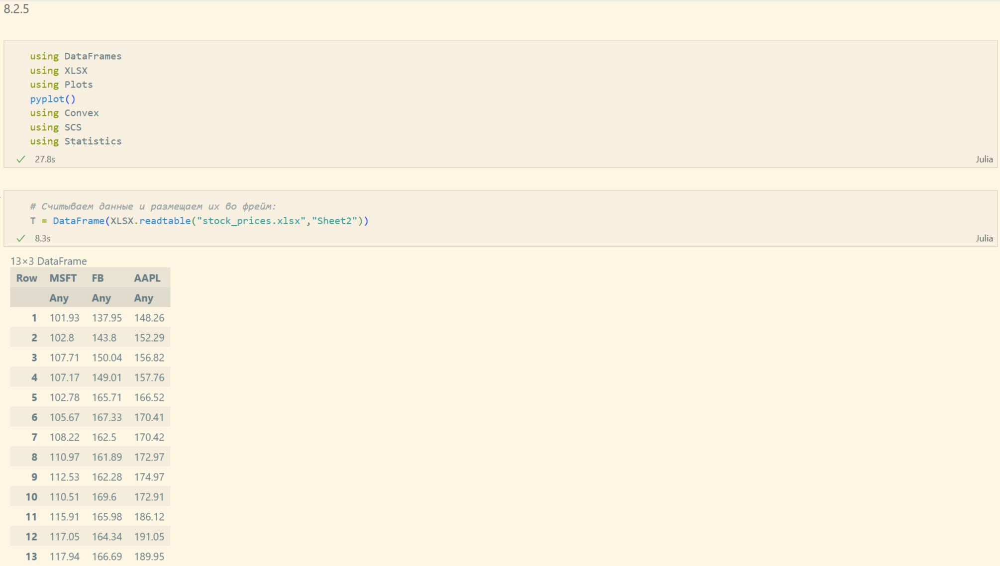 8.2.5
using DataFrames
using XLSX
using Plots
pyplot()
using Convex
using SCS
using Statistics
27.8s
Julia
# Считываем данные и размещаем их во фрейм:
T = DataFrame(XLSX.readtable("stock_prices.xlsx","Sheet2"))
8.3s
Julia
13×3 DataFrame
Row MSFT FB AAPL
Any Any Any
1 101.93 137.95 148.26
2 102.8 143.8 152.29
3 107.71 150.04 156.82
4 107.17 149.01 157.76
5 102.78 165.71 166.52
6 105.67 167.33 170.41
7 108.22 162.5 170.42
8 110.97 161.89 172.97
9 112.53 162.28 174.97
10 110.51 169.6 172.91
11 115.91 165.98 186.12
12 117.05 164.34 191.05
13 117.94 166.69 189.95